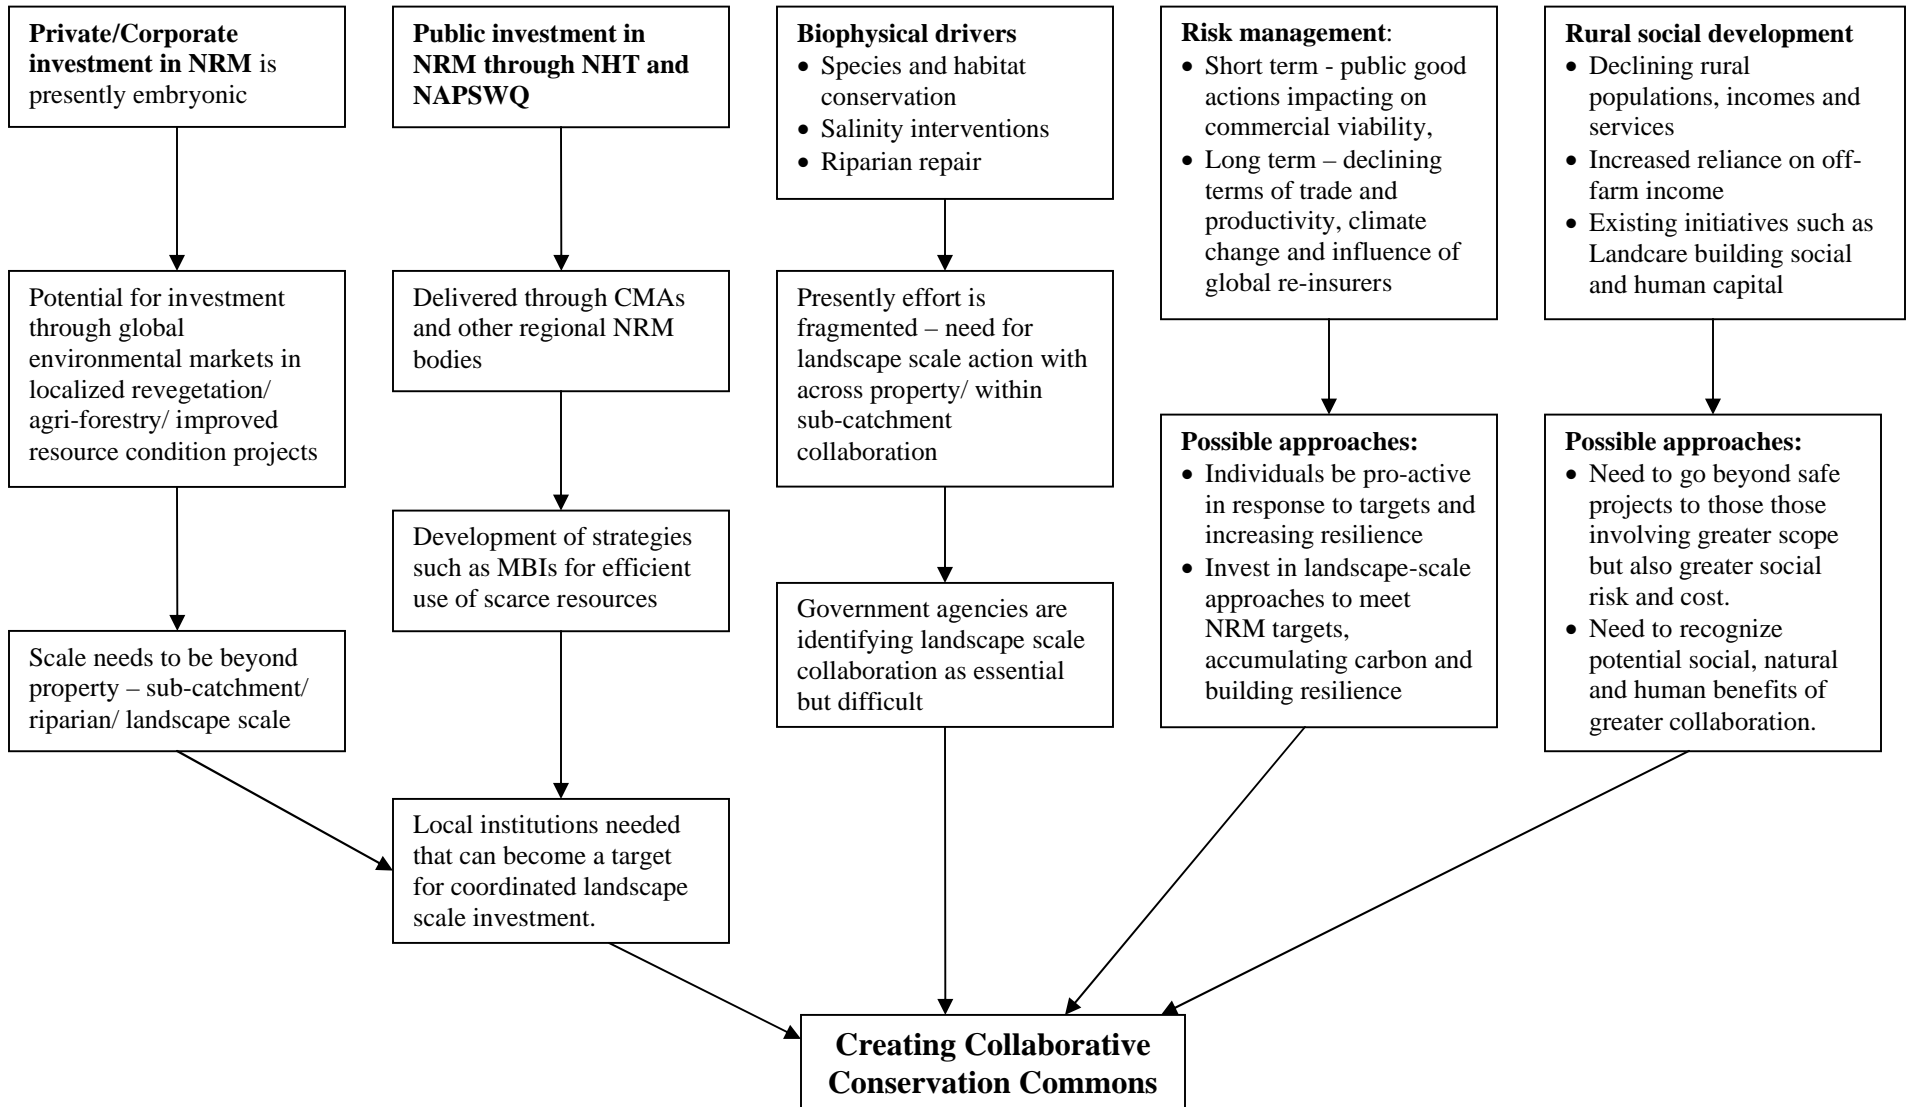 Private/Corporate
investment in NRM is
presently embryonic
Potential for investment
through global
environmental markets in
localized revegetation/
agri-forestry/ improved
resource condition projects
Scale needs to be beyond
property – sub-catchment/
riparian/ landscape scale
Public investment in
NRM through NHT and
NAPSWQ
Delivered through CMAs
and other regional NRM
bodies
Development of strategies
such as MBIs for efficient
use of scarce resources
Local institutions needed
that can become a target
for coordinated landscape
scale investment.
Biophysical drivers
• Species and habitat
conservation
• Salinity interventions
• Riparian repair
Presently effort is
fragmented – need for
landscape scale action with
across property/ within
sub-catchment
collaboration
Government agencies are
identifying landscape scale
collaboration as essential
but difficult
Risk management:
• Short term - public good
actions impacting on
commercial viability,
• Long term – declining
terms of trade and
productivity, climate
change and influence of
global re-insurers
Possible approaches:
• Individuals be pro-active
in response to targets and
increasing resilience
• Invest in landscape-scale
approaches to meet
NRM targets,
accumulating carbon and
building resilience
Rural social development
• Declining rural
populations, incomes and
services
• Increased reliance on off-
farm income
• Existing initiatives such as
Landcare building social
and human capital
Possible approaches:
• Need to go beyond safe
projects to those those
involving greater scope
but also greater social
risk and cost.
• Need to recognize
potential social, natural
and human benefits of
greater collaboration.
Creating Collaborative
Conservation Commons